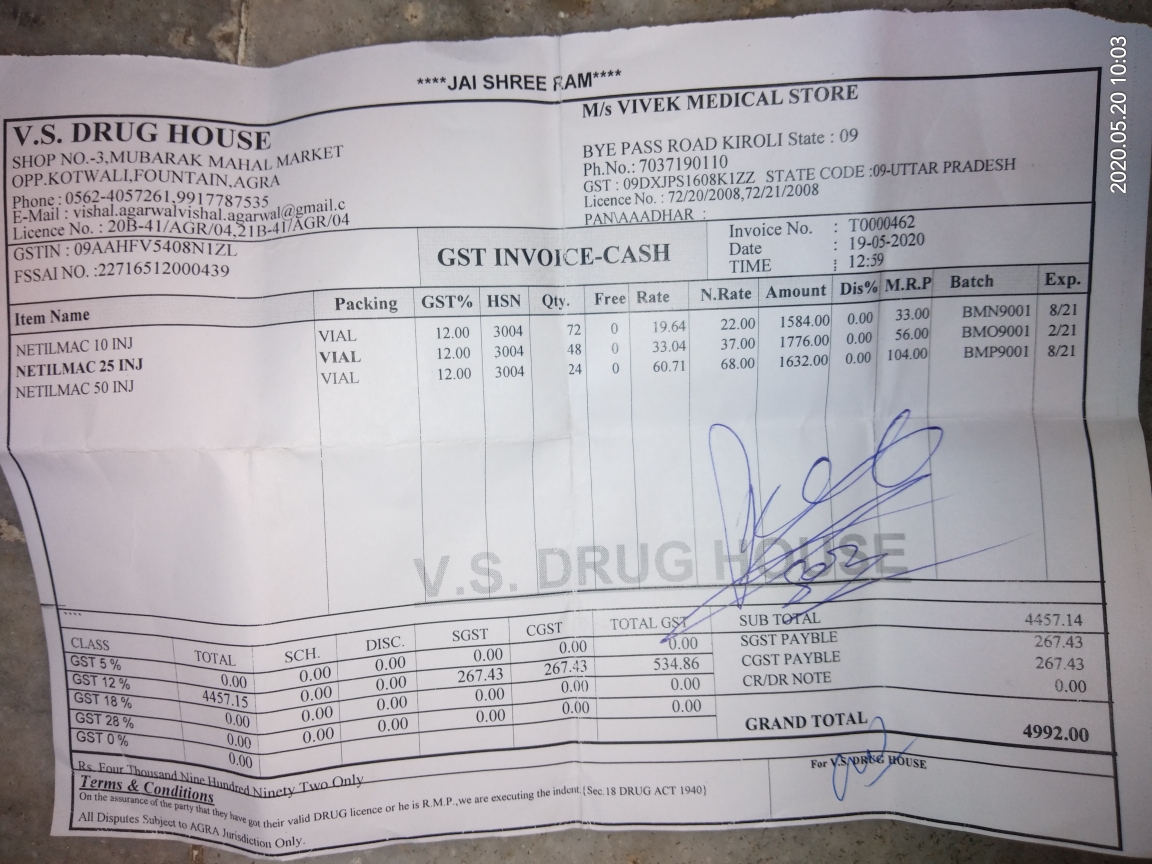 ****JAI SHREE RAM****
V.S. DRUG HOUSE
SHOP NO.-3,MUBARAK MAHAL MARKET
OPP.KOTWALI,FOUNTAIN,AGRA
Phone : 0562-4057261,9917787535
E-Mail : vishal.agarwalvishal.agarwal@gmail.c
Licence No. : 20B-41/AGR/04,21B-41/AGR/04
GSTIN : 09AAHFV5408N1ZL
FSSAI NO. :22716512000439
M/s VIVEK MEDICAL STORE
BYE PASS ROAD KIROLI State : 09
Ph.No.: 7037190110
GST : 09DXJPS1608K1ZZ STATE CODE :09-UTTAR PRADESH
Licence No. : 72/20/2008,72/21/2008
PAN\AAADHAR :
GST INVOICE-CASH
Invoice No. : T0000462
Date : 19-05-2020
TIME : 12:59
Item Name Packing GST% HSN Qty. Free Rate N.Rate Amount Dis% M.R.P Batch Exp.
NETILMAC 10 INJ VIAL 12.00 3004 72 0 19.64 22.00 1584.00 0.00 33.00 BMN9001 8/21
NETILMAC 25 INJ VIAL 12.00 3004 48 0 33.04 37.00 1776.00 0.00 56.00 BMO9001 2/21
NETILMAC 50 INJ VIAL 12.00 3004 24 0 60.71 68.00 1632.00 0.00 104.00 BMP9001 8/21
V.S. DRUG HOUSE
****
CLASS TOTAL SCH. DISC. SGST CGST TOTAL GST
GST 5 % 0.00 0.00 0.00 0.00 0.00 0.00
GST 12 % 4457.15 0.00 0.00 267.43 267.43 534.86
GST 18 % 0.00 0.00 0.00 0.00 0.00 0.00
GST 28 % 0.00 0.00 0.00 0.00 0.00 0.00
GST 0 % 0.00
SUB TOTAL 4457.14
SGST PAYBLE 267.43
CGST PAYBLE 267.43
CR/DR NOTE 0.00
GRAND TOTAL 4992.00
Rs. Four Thousand Nine Hundred Ninety Two Only
Terms & Conditions
On the assurance of the party that they have got their valid DRUG licence or he is R.M.P.,we are executing the indent.{Sec.18 DRUG ACT 1940}
All Disputes Subject to AGRA Jurisdiction Only.
For V.S.DRUG HOUSE
2020.05.20 10:03